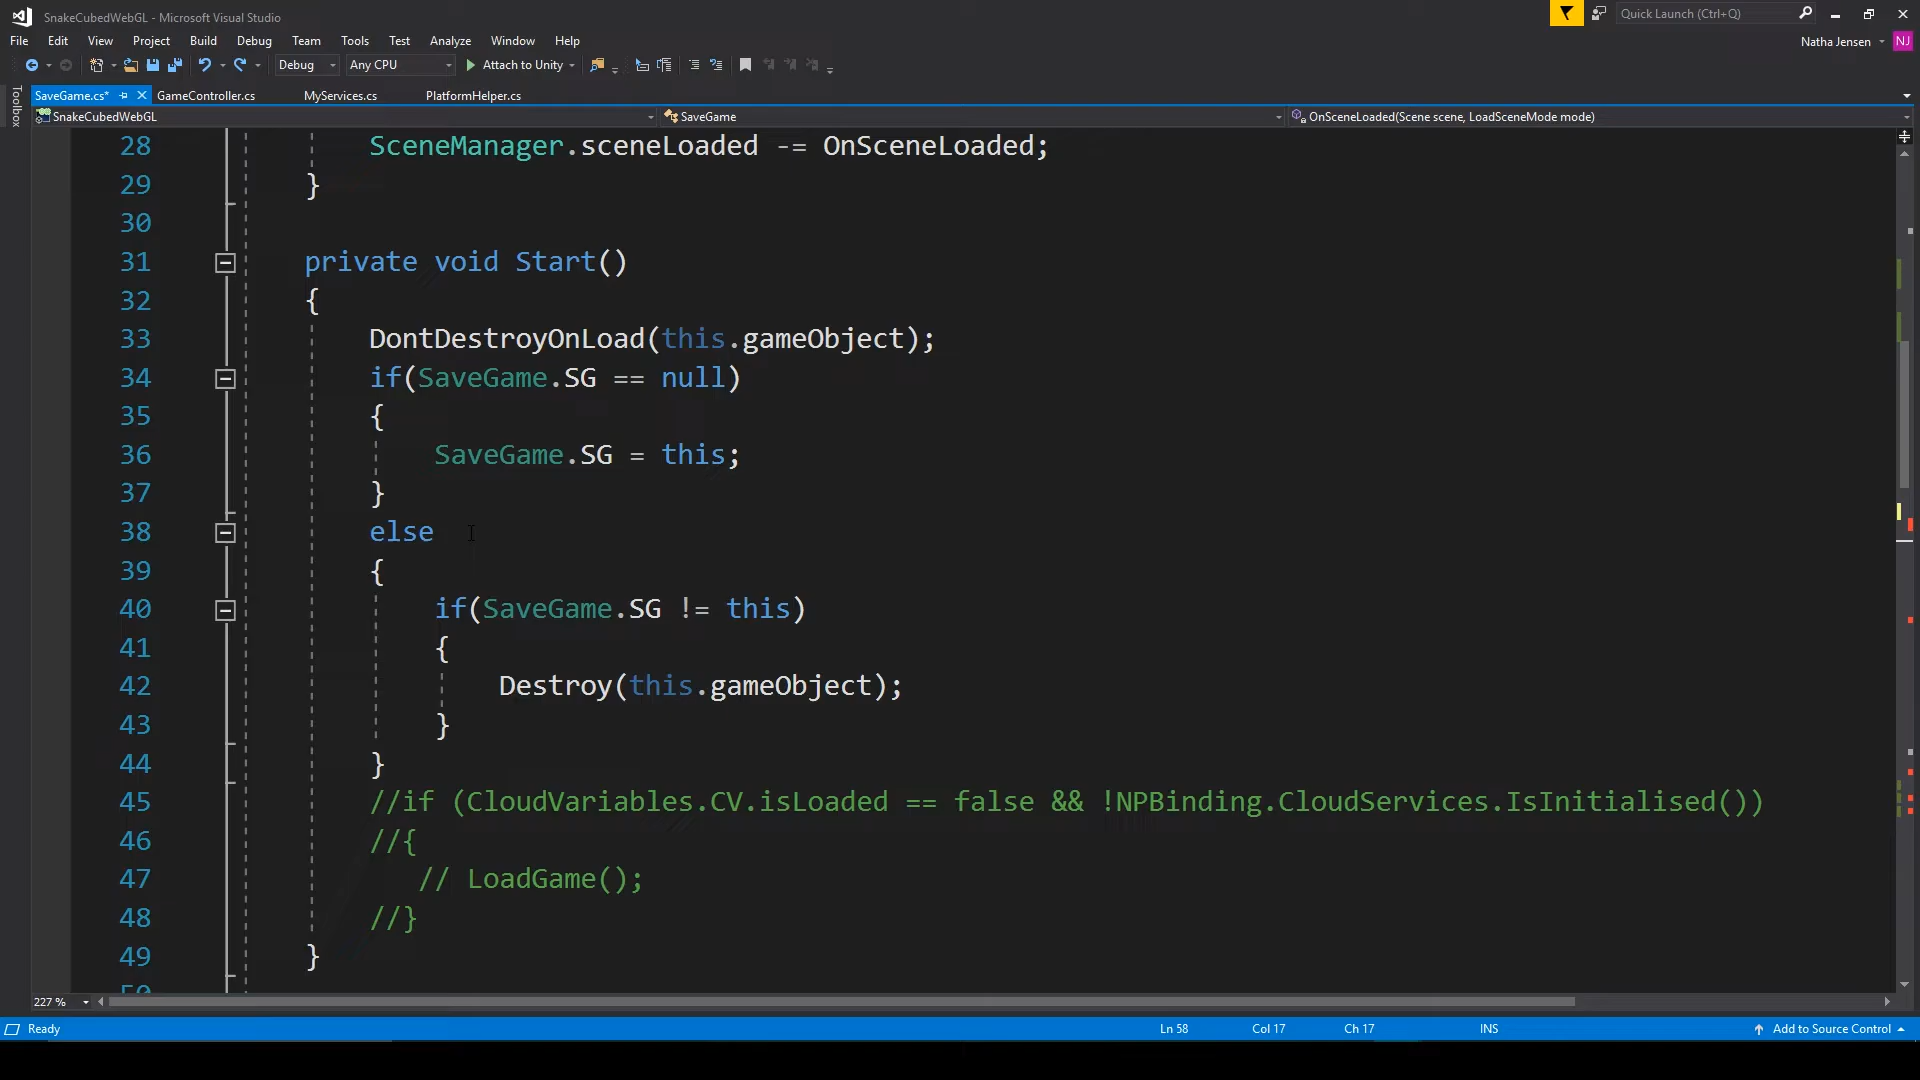 SnakeCubedWebGL - Microsoft Visual Studio
Quick Launch (Ctrl+Q)
File Edit View Project Build Debug Team Tools Test Analyze Window Help
Natha Jensen NJ
Debug Any CPU Attach to Unity
Toolbox
SaveGame.cs* GameController.cs MyServices.cs PlatformHelper.cs
SnakeCubedWebGL SaveGame OnSceneLoaded(Scene scene, LoadSceneMode mode)
28 SceneManager.sceneLoaded -= OnSceneLoaded;
29 }
30
31 private void Start()
32 {
33 DontDestroyOnLoad(this.gameObject);
34 if(SaveGame.SG == null)
35 {
36 SaveGame.SG = this;
37 }
38 else
39 {
40 if(SaveGame.SG != this)
41 {
42 Destroy(this.gameObject);
43 }
44 }
45 //if (CloudVariables.CV.isLoaded == false && !NPBinding.CloudServices.IsInitialised())
46 //{
47 // LoadGame();
48 //}
49 }
50
227 %
Ready Ln 58 Col 17 Ch 17 INS Add to Source Control